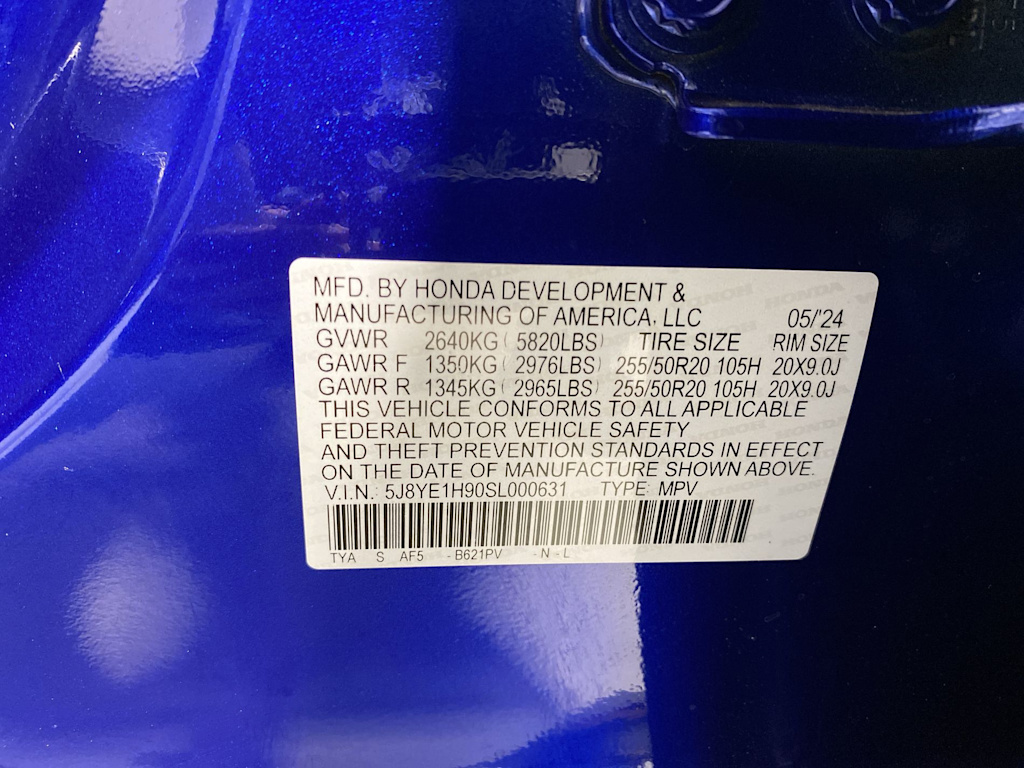 MFD. BY HONDA DEVELOPMENT &
MANUFACTURING OF AMERICA, LLC 05/'24
GVWR 2640KG ( 5820LBS) TIRE SIZE RIM SIZE
GAWR F 1350KG ( 2976LBS) 255/50R20 105H 20X9.0J
GAWR R 1345KG ( 2965LBS) 255/50R20 105H 20X9.0J
THIS VEHICLE CONFORMS TO ALL APPLICABLE
FEDERAL MOTOR VEHICLE SAFETY
AND THEFT PREVENTION STANDARDS IN EFFECT
ON THE DATE OF MANUFACTURE SHOWN ABOVE.
V.I.N.: 5J8YE1H90SL000631 TYPE: MPV
TYA S AF5 - B621PV - N - L